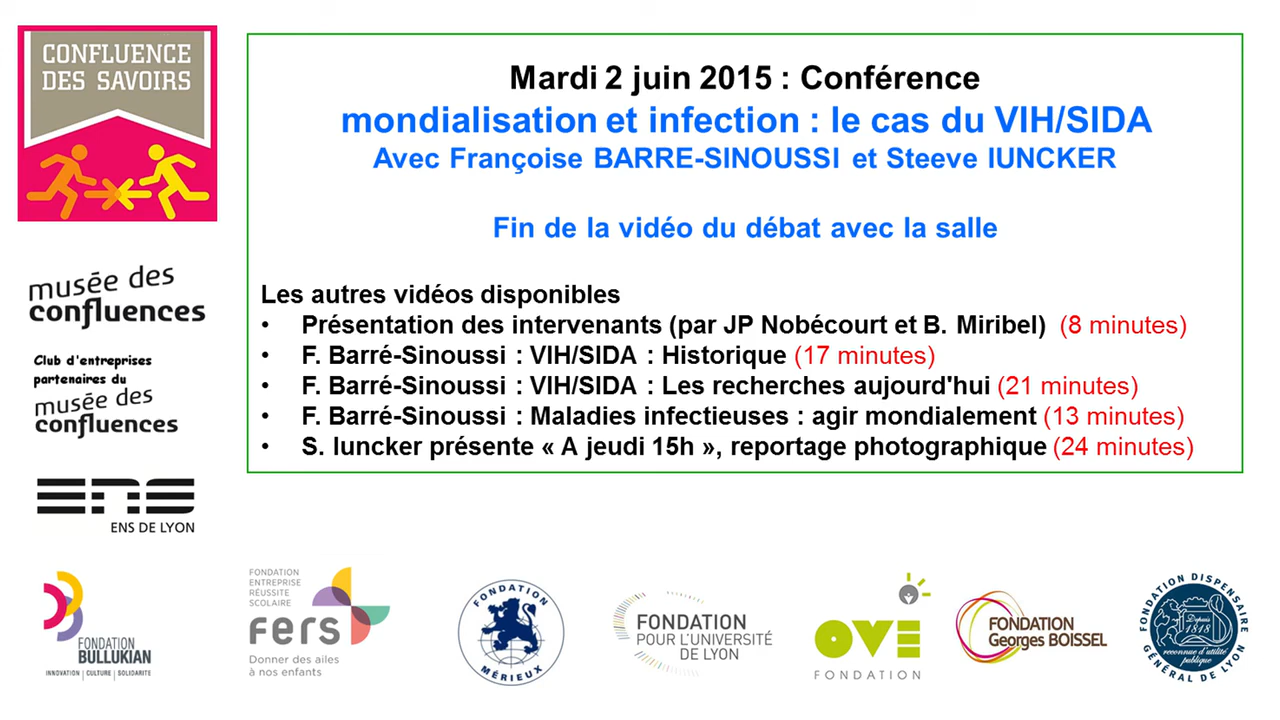 CONFLUENCE
DES SAVOIRS
Mardi 2 juin 2015 : Conférence
mondialisation et infection : le cas du VIH/SIDA
Avec Françoise BARRE-SINOUSSI et Steeve IUNCKER
Fin de la vidéo du débat avec la salle
Les autres vidéos disponibles
• Présentation des intervenants (par JP Nobécourt et B. Miribel) (8 minutes)
• F. Barré-Sinoussi : VIH/SIDA : Historique (17 minutes)
• F. Barré-Sinoussi : VIH/SIDA : Les recherches aujourd'hui (21 minutes)
• F. Barré-Sinoussi : Maladies infectieuses : agir mondialement (13 minutes)
• S. Iuncker présente « A jeudi 15h », reportage photographique (24 minutes)
musée des
confluences
Club d'entreprises
partenaires du
musée des
confluences
ens
ENS DE LYON
FONDATION
BULLUKIAN
INNOVATION | CULTURE | SOLIDARITE
FONDATION
ENTREPRISE
RÉUSSITE
SCOLAIRE
fers
Donner des ailes
à nos enfants
FONDATION
MÉRIEUX
FONDATION
POUR L'UNIVERSITÉ
DE LYON
OVE
FONDATION
FONDATION
Georges BOISSEL
FONDATION DISPENSAIRE
GÉNÉRAL DE LYON
Depuis
1818
reconnue d'utilité
publique